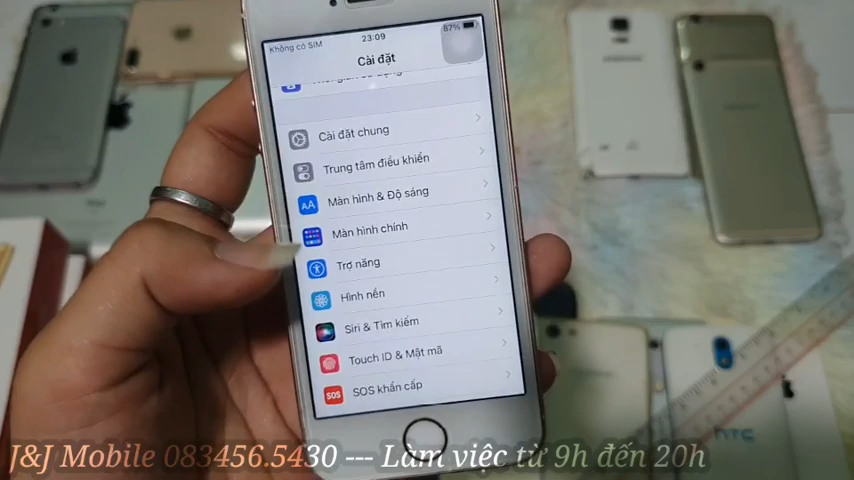 Không có SIM 23:09 87%
Cài đặt
Cài đặt chung
Trung tâm điều khiển
AA Màn hình & Độ sáng
Màn hình chính
Trợ năng
Hình nền
Siri & Tìm kiếm
Touch ID & Mật mã
SOS SOS khẩn cấp
hTC
J&J Mobile 083456.5430 --- Làm việc từ 9h đến 20h